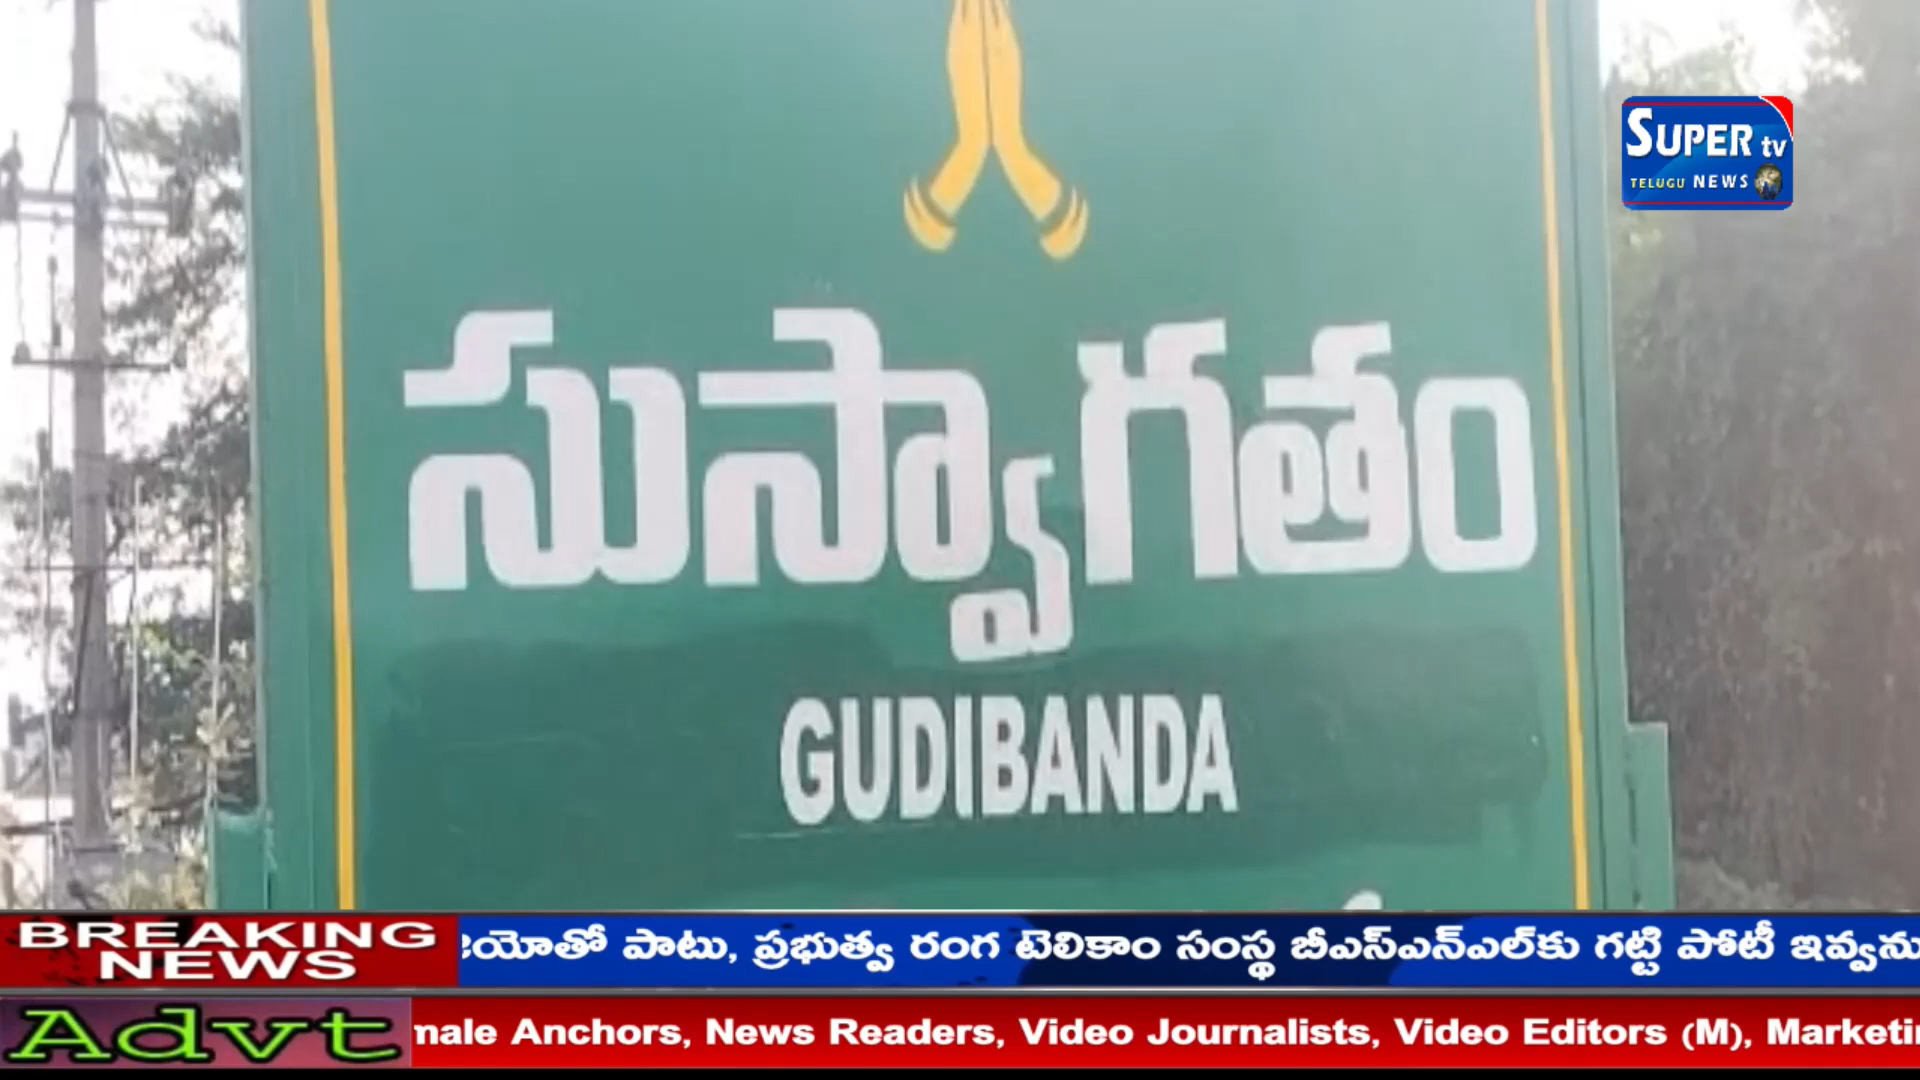 SUPER tv
TELUGU NEWS
సుస్వాగతం
GUDIBANDA
BREAKING NEWS
పాటు, ప్రభుత్వ రంగ టెలికాం సంస్థ బీఎస్ఎన్ఎల్‌కు గట్టి పోటీ ఇవ్వను
Advt
male Anchors, News Readers, Video Journalists, Video Editors (M), Marketi